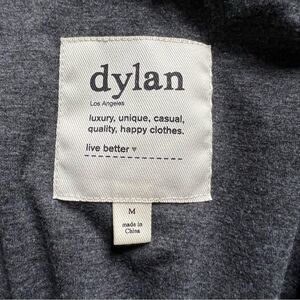 dylan
Los Angeles
luxury, unique, casual,
quality, happy clothes.
live better ♥
M
made in
China